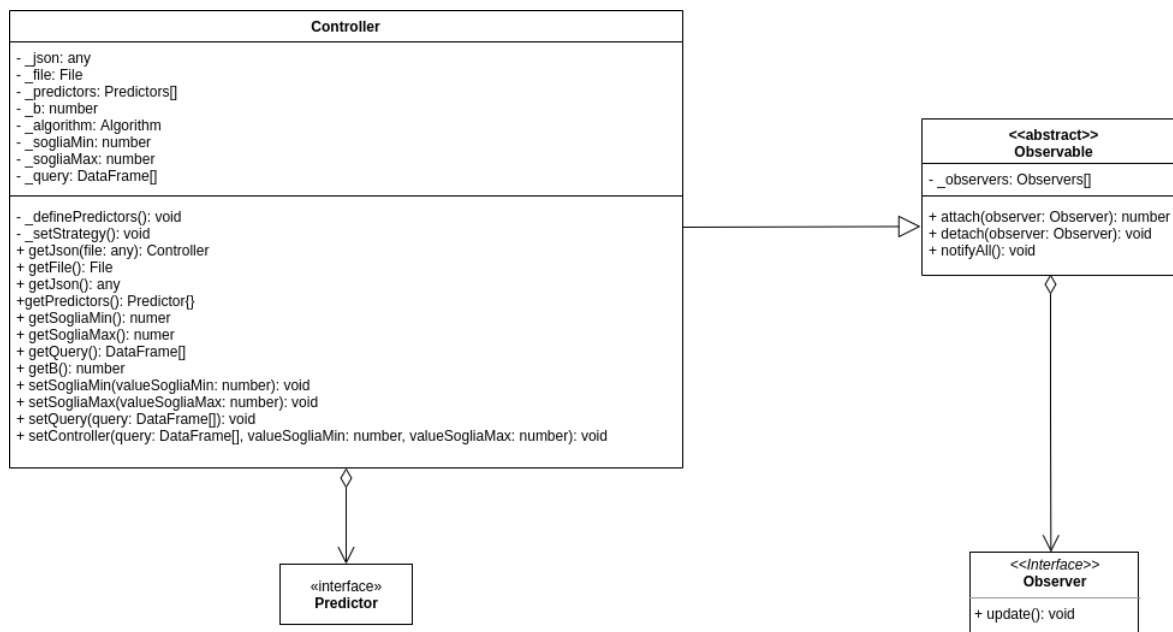 Controller
- _json: any
- _file: File
- _predictors: Predictors[]
- _b: number
- _algorithm: Algorithm
- _sogliaMin: number
- _sogliaMax: number
- _query: DataFrame[]
- _definePredictors(): void
- _setStrategy(): void
+ getJson(file: any): Controller
+ getFile(): File
+ getJson(): any
+getPredictors(): Predictor{}
+ getSogliaMin(): numer
+ getSogliaMax(): numer
+ getQuery(): DataFrame[]
+ getB(): number
+ setSogliaMin(valueSogliaMin: number): void
+ setSogliaMax(valueSogliaMax: number): void
+ setQuery(query: DataFrame[]): void
+ setController(query: DataFrame[], valueSogliaMin: number, valueSogliaMax: number): void
<<abstract>>
Observable
- _observers: Observers[]
+ attach(observer: Observer): number
+ detach(observer: Observer): void
+ notifyAll(): void
«interface»
Predictor
<<Interface>>
Observer
+ update(): void